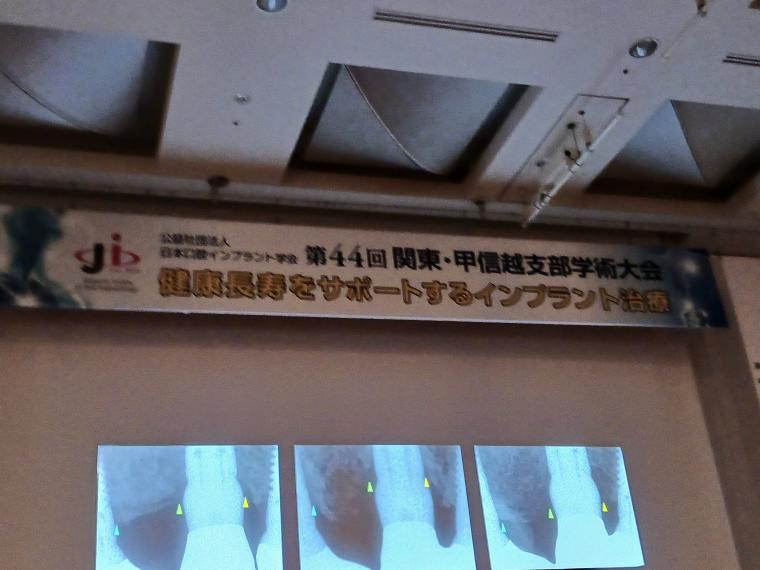 公益社団法人
日本口腔インプラント学会 第44回 関東・甲信越支部学術大会
健康長寿をサポートするインプラント治療